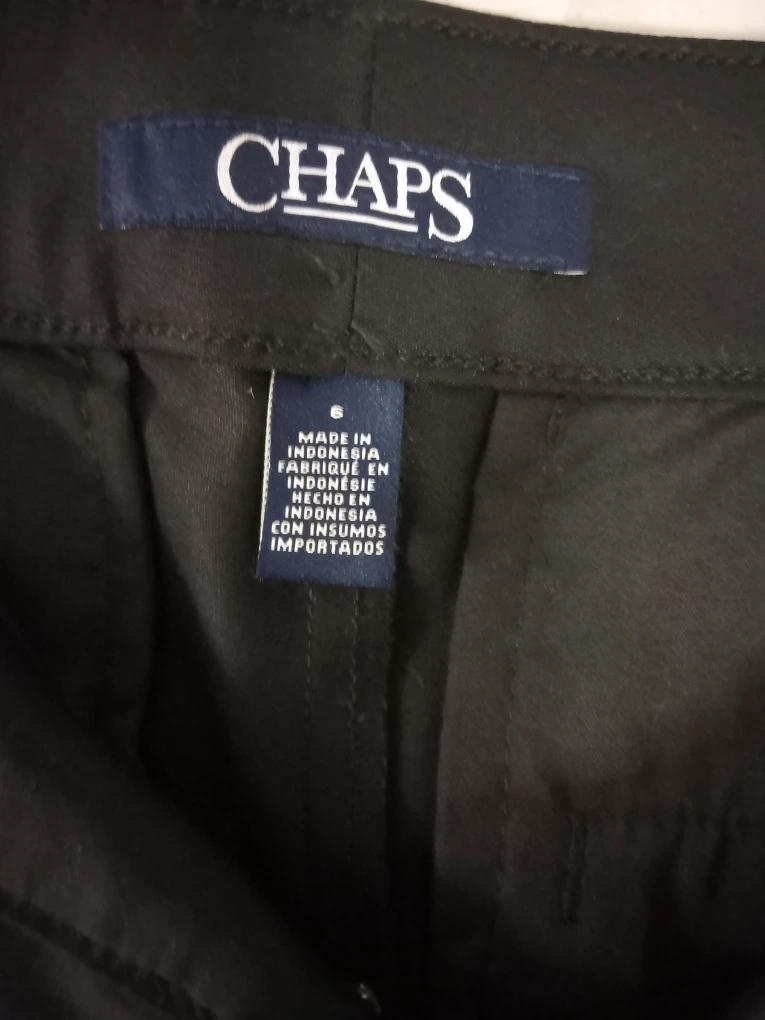 CHAPS
6
MADE IN
INDONESIA
FABRIQUÉ EN
INDONÉSIE
HECHO EN
INDONESIA
CON INSUMOS
IMPORTADOS